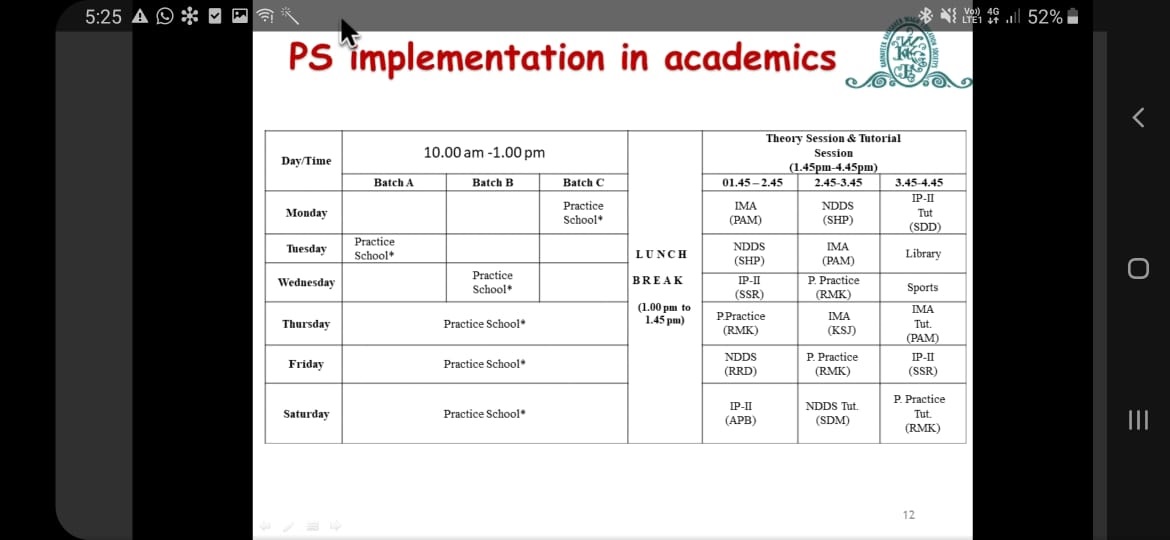 5:25
Vo)) 4G
LTE1
52%
PS implementation in academics
Day/Time
10.00 am -1.00 pm
Theory Session & Tutorial
Session
(1.45pm-4.45pm)
Batch A
Batch B
Batch C
01.45 – 2.45
2.45-3.45
3.45-4.45
Monday
Practice
School*
IMA
(PAM)
NDDS
(SHP)
IP-II
Tut
(SDD)
Tuesday
Practice
School*
NDDS
(SHP)
IMA
(PAM)
Library
Wednesday
Practice
School*
IP-II
(SSR)
P. Practice
(RMK)
Sports
LUNCH
BREAK
(1.00 pm to
1.45 pm)
Thursday
Practice School*
P.Practice
(RMK)
IMA
(KSJ)
IMA
Tut.
(PAM)
Friday
Practice School*
NDDS
(RRD)
P. Practice
(RMK)
IP-II
(SSR)
Saturday
Practice School*
IP-II
(APB)
NDDS Tut.
(SDM)
P. Practice
Tut.
(RMK)
12